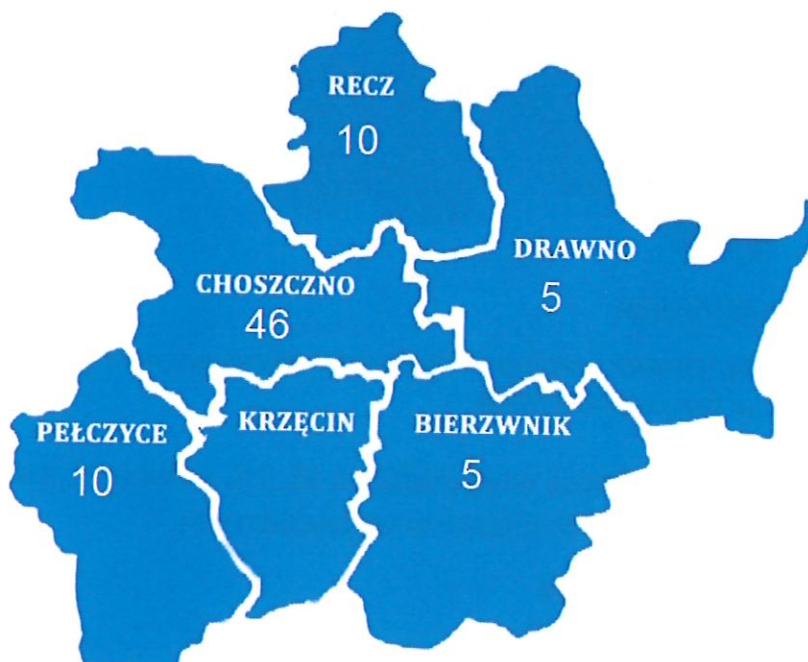 RECZ
10
DRAWNO
5
CHOSZCZNO
46
PEŁCZYCE
10
KRZĘCIN
BIERZWNIK
5